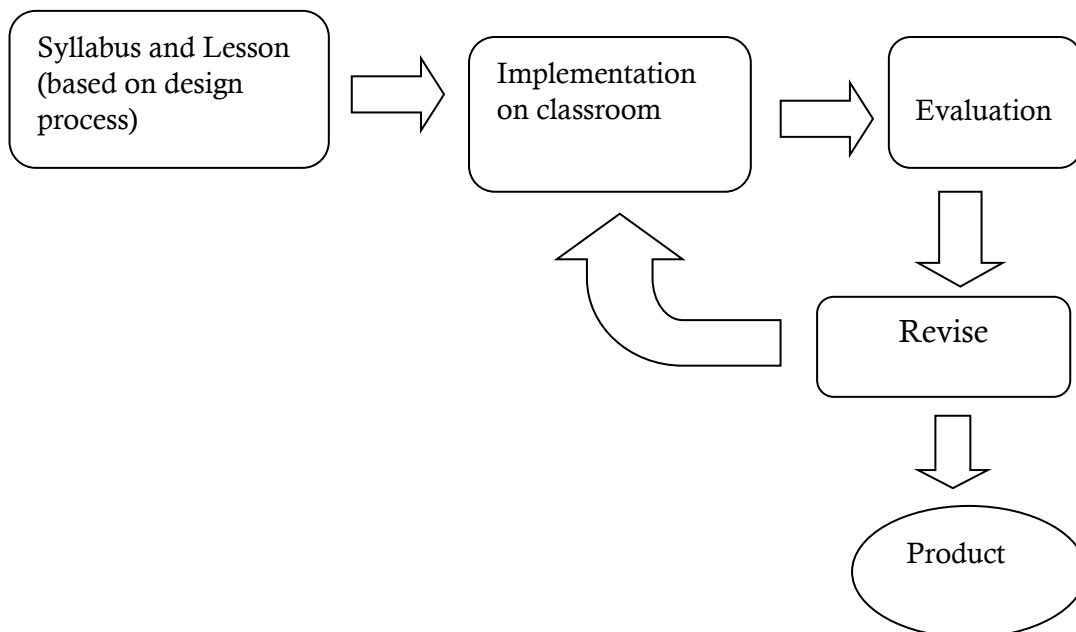 Syllabus and Lesson
(based on design
process)
Implementation
on classroom
Evaluation
Revise
Product